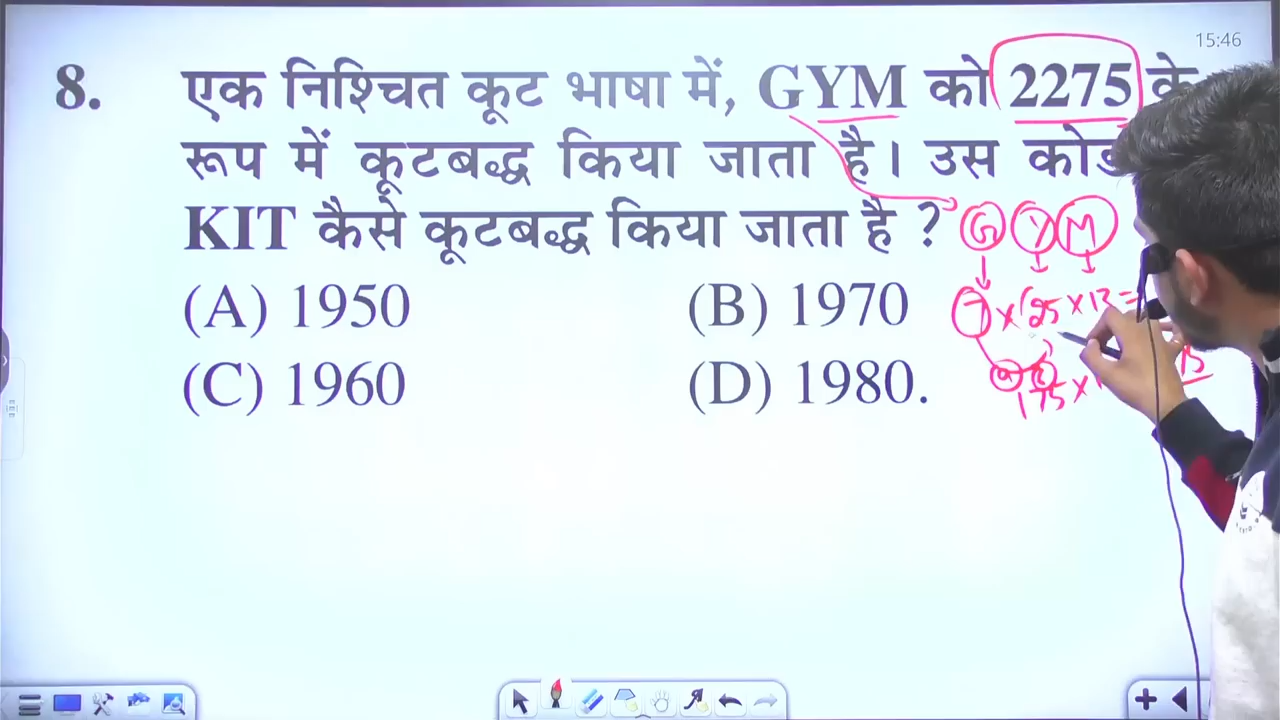 15:46
8. एक निश्चित कूट भाषा में, GYM को 2275 के
रूप में कूटबद्ध किया जाता है। उस कोड
KIT कैसे कूटबद्ध किया जाता है ?
(A) 1950 (B) 1970
(C) 1960 (D) 1980.
G Y M
7 × 25 × 13 =
175 ×